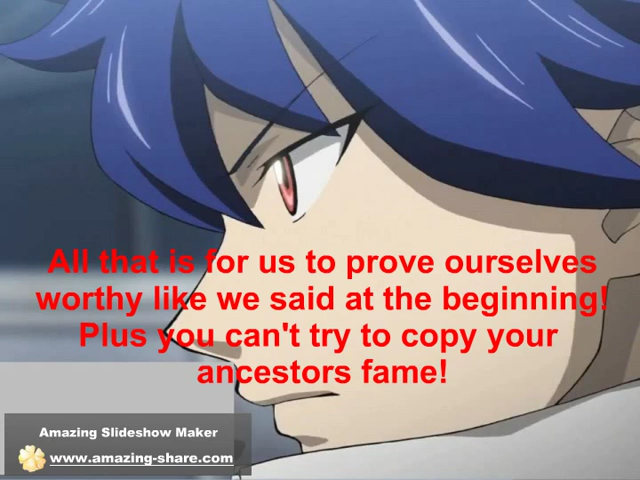 All that is for us to prove ourselves
worthy like we said at the beginning!
Plus you can't try to copy your
ancestors fame!
Amazing Slideshow Maker
www.amazing-share.com